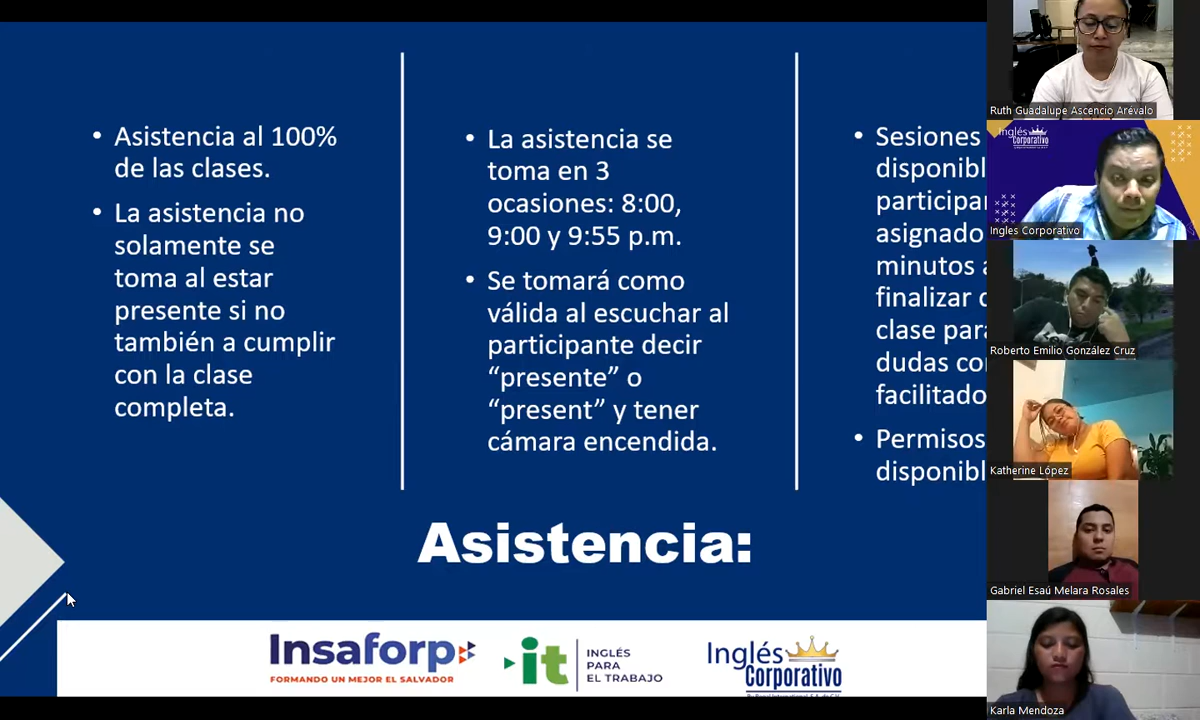 • Asistencia al 100%
de las clases.
• La asistencia no
solamente se
toma al estar
presente si no
también a cumplir
con la clase
completa.
• La asistencia se
toma en 3
ocasiones: 8:00,
9:00 y 9:55 p.m.
• Se tomará como
válida al escuchar al
participante decir
“presente” o
“present” y tener
cámara encendida.
• Sesiones
disponibl
participan
asignado
minutos a
finalizar d
clase para
dudas co
facilitado
• Permisos
disponibl
Asistencia:
Insaforp
FORMANDO UN MEJOR EL SALVADOR
it
INGLÉS
PARA
EL TRABAJO
Inglés
Corporativo
Ruth Guadalupe Ascencio Arévalo
Inglés
Corporativo
Ingles Corporativo
Roberto Emilio González Cruz
Katherine López
Gabriel Esaú Melara Rosales
Karla Mendoza